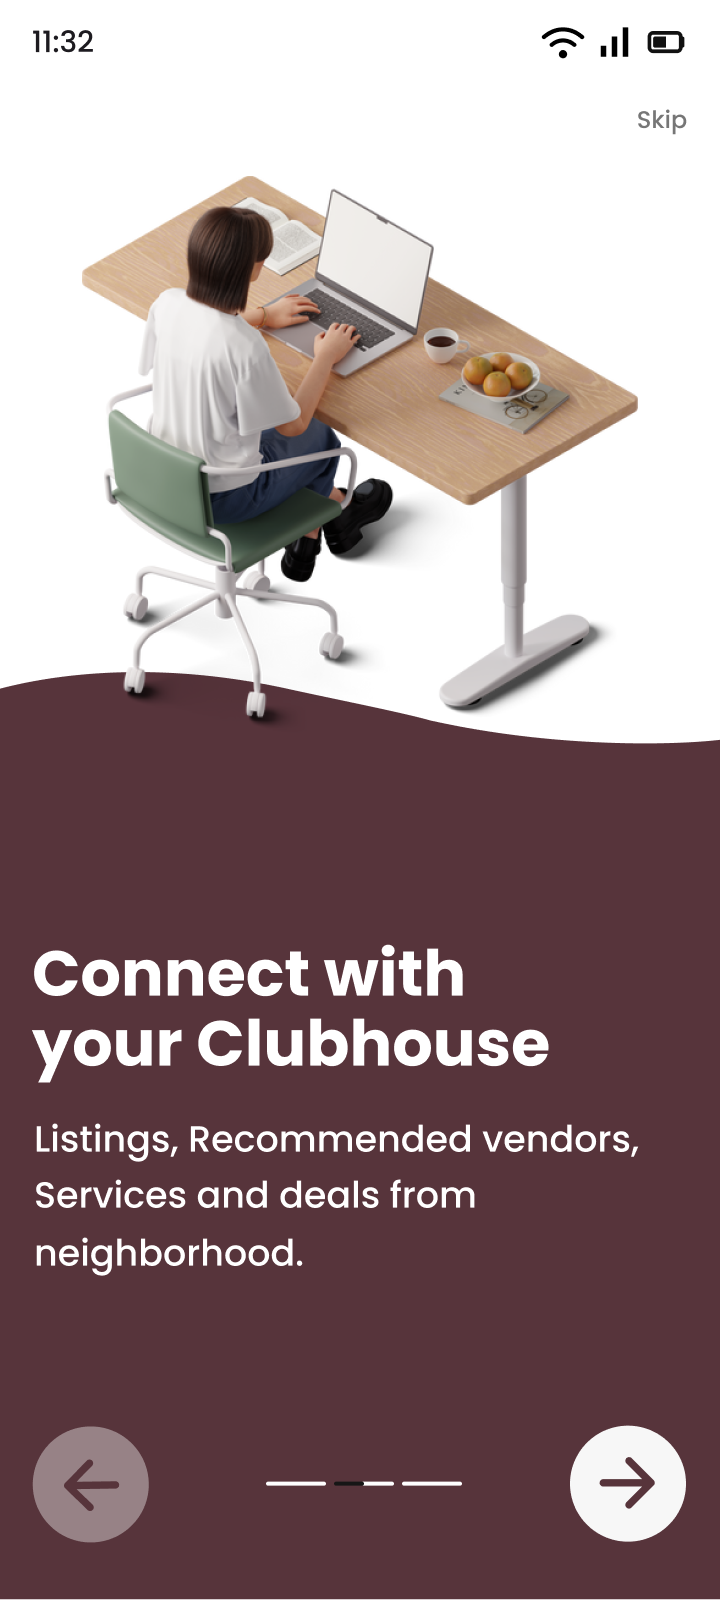 11:32
Skip
Connect with
your Clubhouse
Listings, Recommended vendors,
Services and deals from
neighborhood.